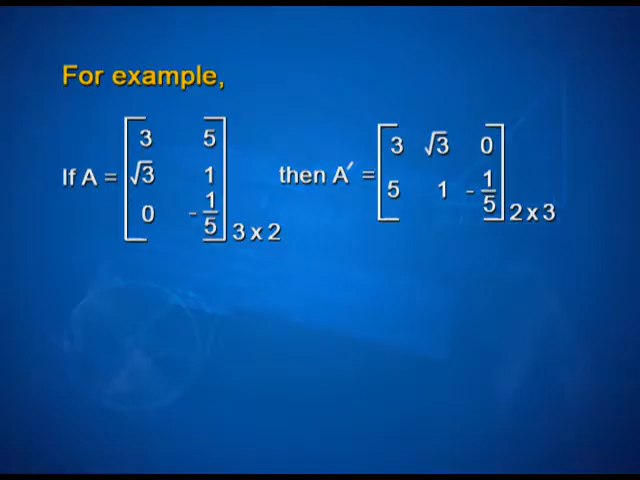 For example,
If A = [3 5
√3 1
0 -1/5] 3 x 2
then A′ = [3 √3 0
5 1 -1/5] 2 x 3